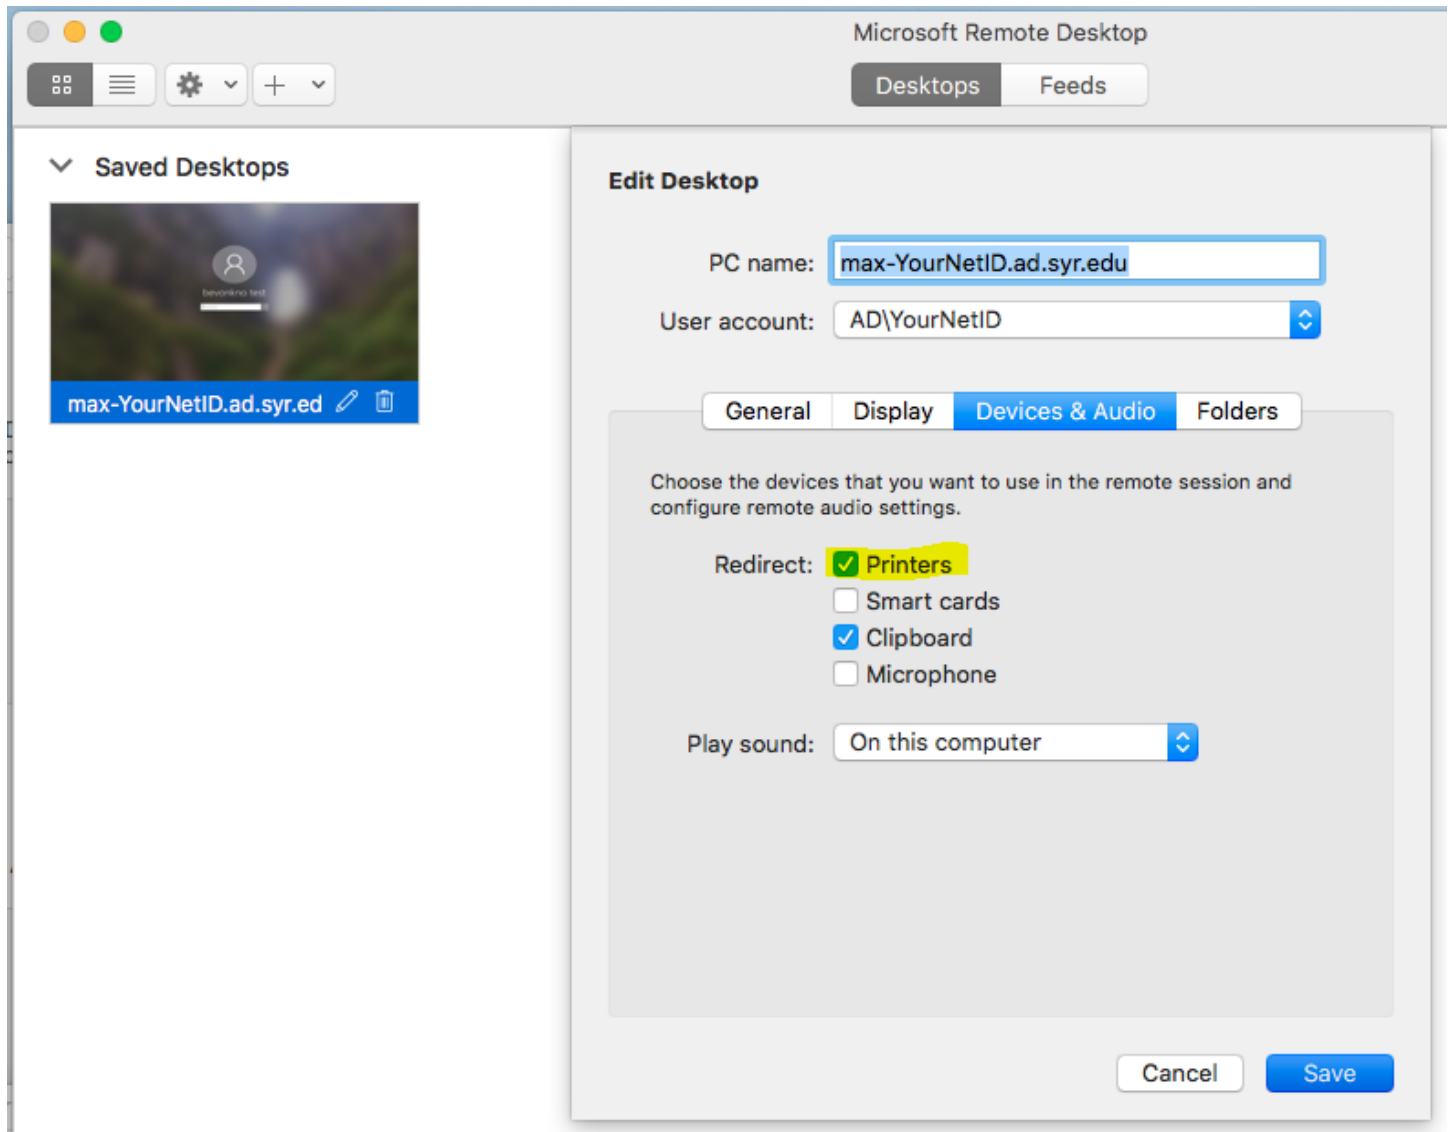 Microsoft Remote Desktop
Desktops Feeds
Saved Desktops
bevonkno test
max-YourNetID.ad.syr.ed
Edit Desktop
PC name: max-YourNetID.ad.syr.edu
User account: AD\YourNetID
General Display Devices & Audio Folders
Choose the devices that you want to use in the remote session and
configure remote audio settings.
Redirect: Printers
Smart cards
Clipboard
Microphone
Play sound: On this computer
Cancel Save